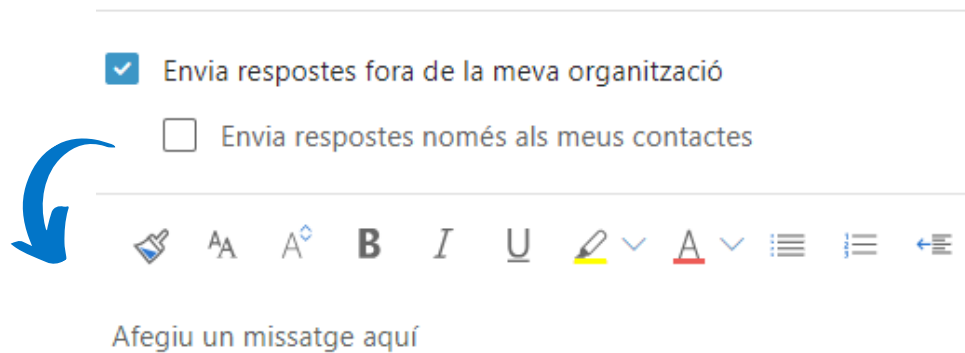 Envia respostes fora de la meva organització
Envia respostes només als meus contactes
Afegiu un missatge aquí